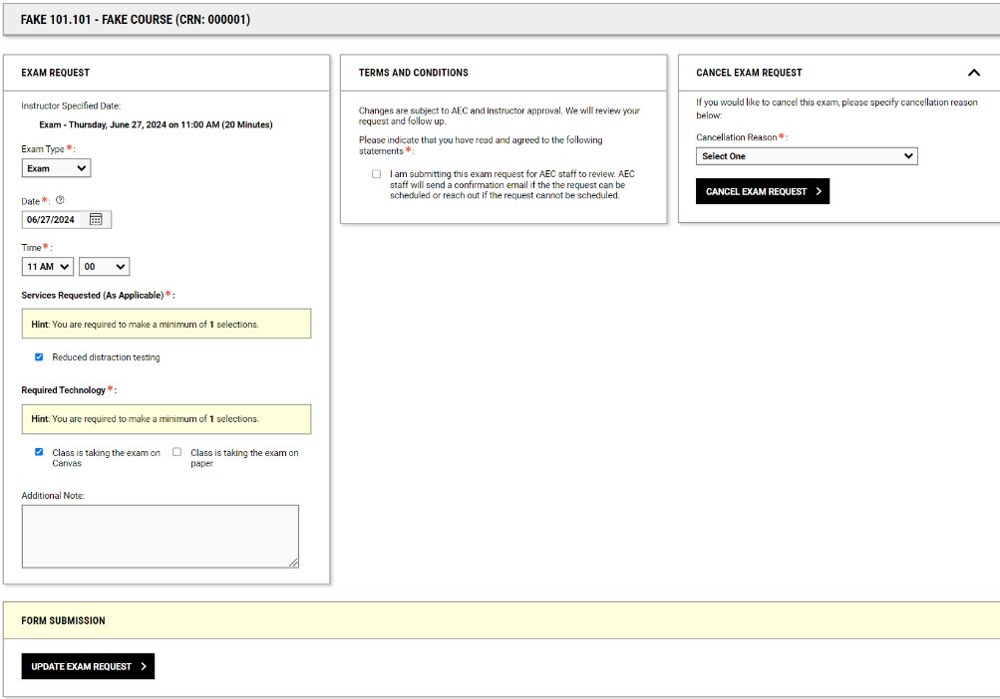 FAKE 101.101 - FAKE COURSE (CRN: 000001)
EXAM REQUEST
Instructor Specified Date:
Exam - Thursday, June 27, 2024 on 11:00 AM (20 Minutes)
Exam Type *:
Exam
Date *:
06/27/2024
Time *:
11 AM 00
Services Requested (As Applicable) *:
Hint: You are required to make a minimum of 1 selections.
Reduced distraction testing
Required Technology *:
Hint: You are required to make a minimum of 1 selections.
Class is taking the exam on
Canvas
Class is taking the exam on
paper
Additional Note:
TERMS AND CONDITIONS
Changes are subject to AEC and instructor approval. We will review your
request and follow up.
Please indicate that you have read and agreed to the following
statements *:
I am submitting this exam request for AEC staff to review. AEC
staff will send a confirmation email if the the request can be
scheduled or reach out if the request cannot be scheduled.
CANCEL EXAM REQUEST
If you would like to cancel this exam, please specify cancellation reason
below:
Cancellation Reason *:
Select One
CANCEL EXAM REQUEST
FORM SUBMISSION
UPDATE EXAM REQUEST